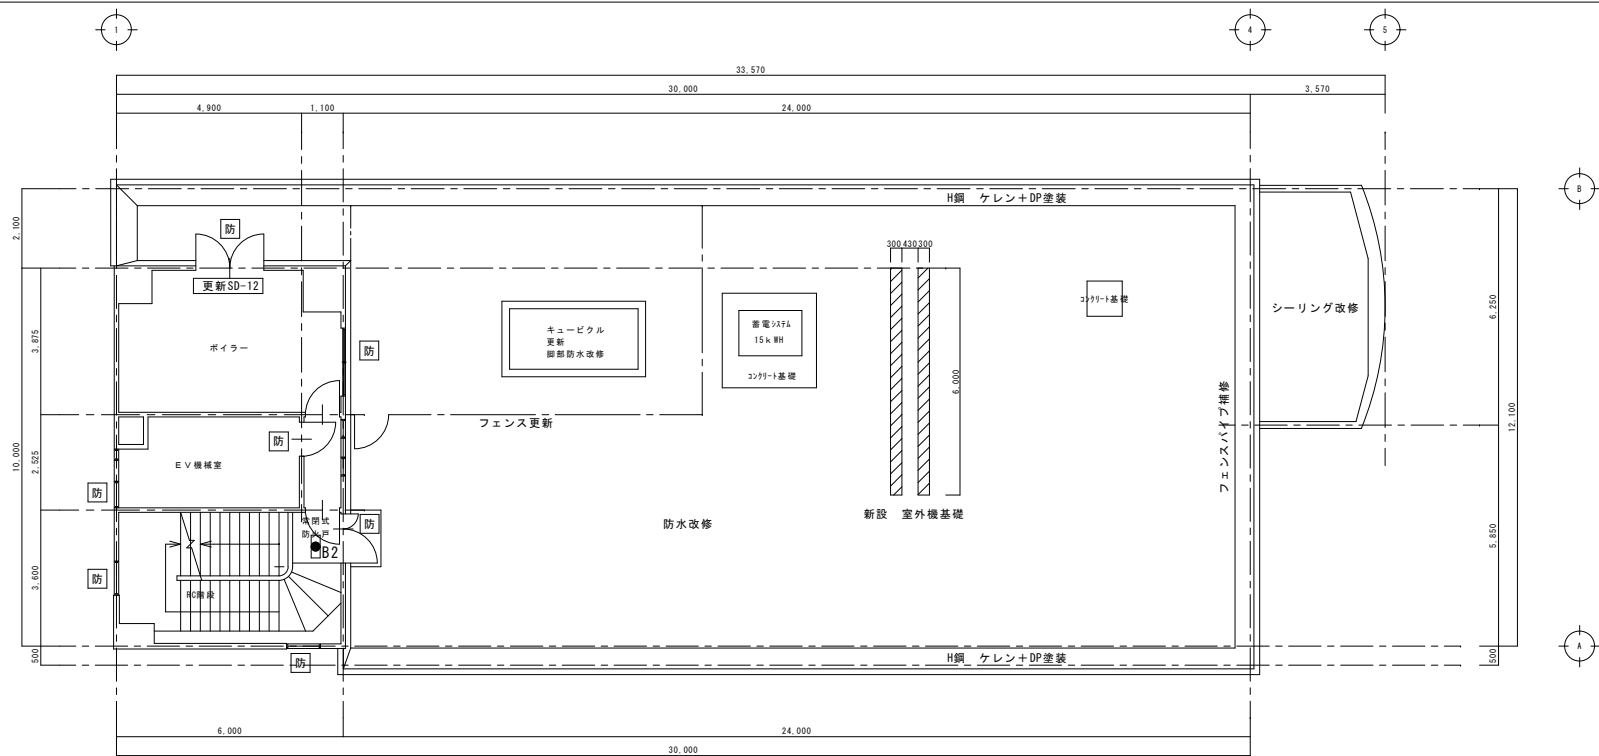 1
4
5
33,570
30,000
3,570
4,900
1,100
24,000
B
H鋼 ケレン+DP塗装
2,100
防
300
430
300
更新SD-12
コンクリート基礎
シーリング改修
6,250
キュービクル
更新
脚部防水改修
蓄電システム
15kWH
コンクリート基礎
ボイラー
防
3,875
6,000
フェンスパイプ補修
12,100
フェンス更新
防
10,000
2,525
EV機械室
防
新設 室外機基礎
防水改修
常閉式
防火戸
防
B2
5,850
防
3,600
RC階段
A
500
防
H鋼 ケレン+DP塗装
500
6,000
24,000
30,000